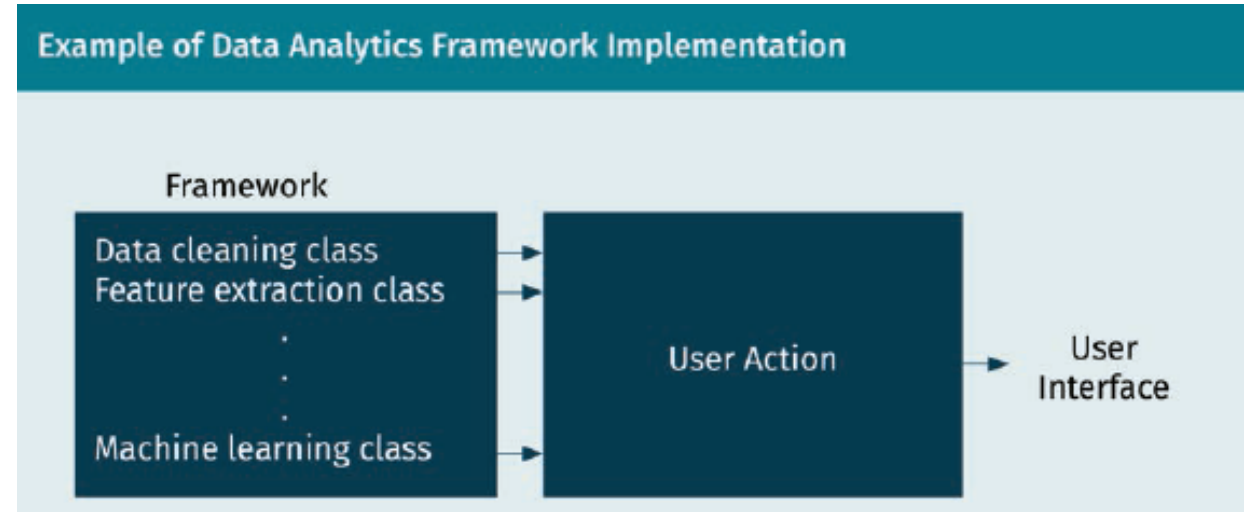 Example of Data Analytics Framework Implementation
Framework
Data cleaning class
Feature extraction class
.
.
.
Machine learning class
User Action
User
Interface